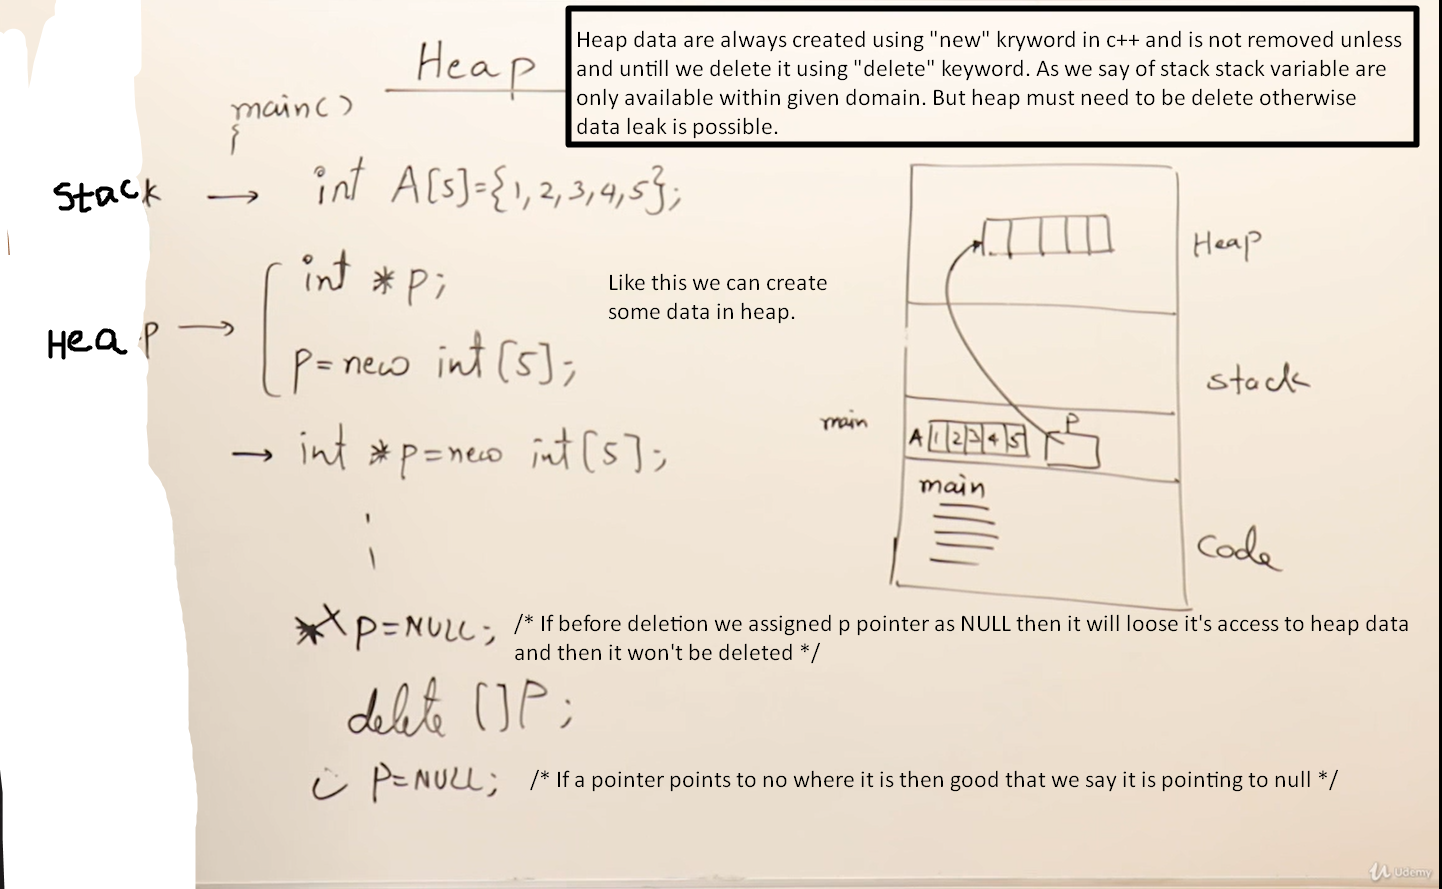 Heap
Heap data are always created using "new" kryword in c++ and is not removed unless
and untill we delete it using "delete" keyword. As we say of stack stack variable are
only available within given domain. But heap must need to be delete otherwise
data leak is possible.
main()
{
Stack → int A[5]={1,2,3,4,5};
Heap → int *p;
p=new int[5];
Like this we can create
some data in heap.
→ int *p=new int[5];
Heap
stack
main
A 1 2 3 4 5 P
main
code
p=NULL; /* If before deletion we assigned p pointer as NULL then it will loose it's access to heap data
and then it won't be deleted */
delete []P;
P=NULL; /* If a pointer points to no where it is then good that we say it is pointing to null */
Udemy